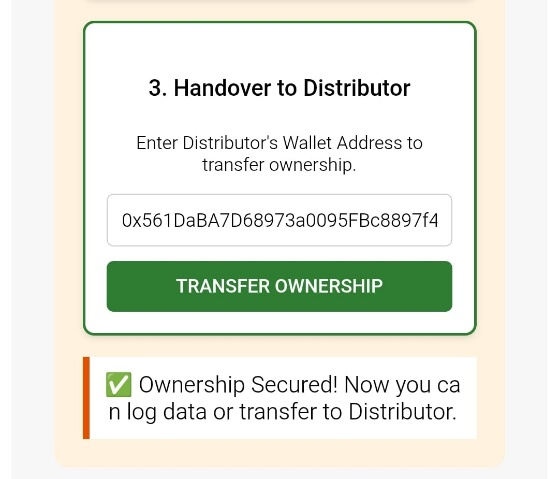 3. Handover to Distributor
Enter Distributor's Wallet Address to
transfer ownership.
0x561DaBA7D68973a0095FBc8897f4
TRANSFER OWNERSHIP
✅ Ownership Secured! Now you ca
n log data or transfer to Distributor.